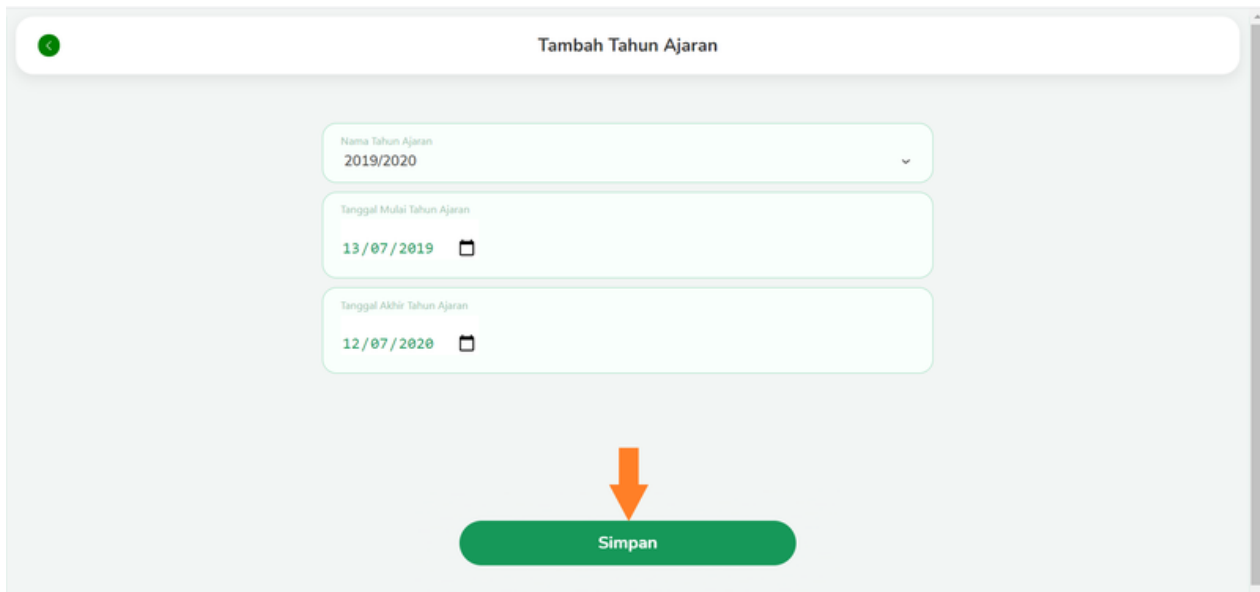 Tambah Tahun Ajaran
Nama Tahun Ajaran
2019/2020
Tanggal Mulai Tahun Ajaran
13/07/2019
Tanggal Akhir Tahun Ajaran
12/07/2020
Simpan